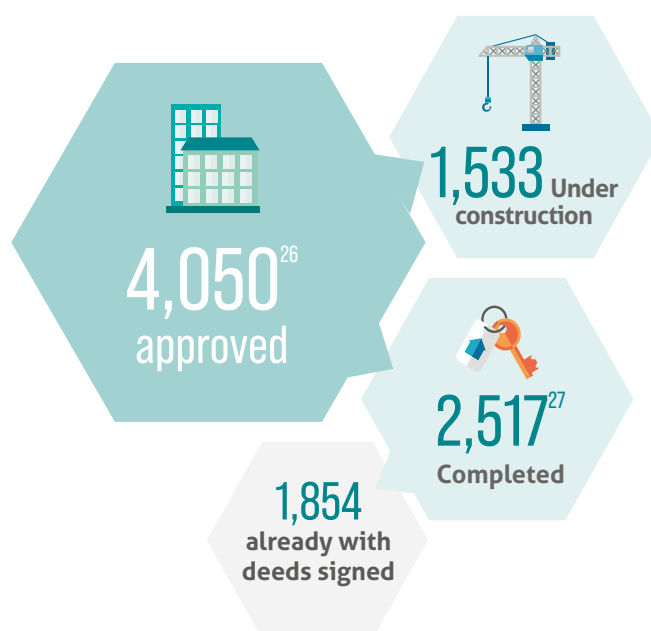 4,050²⁶
approved
1,533 Under
construction
2,517²⁷
Completed
1,854
already with
deeds signed